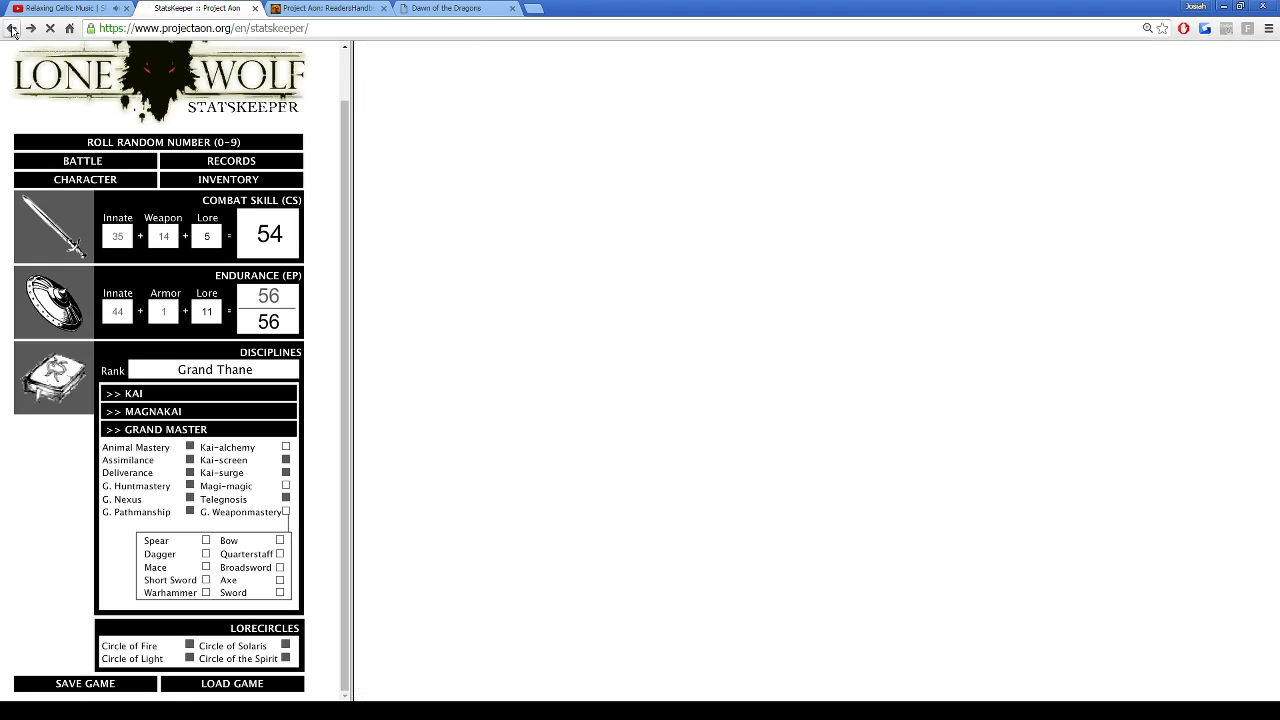 Relaxing Celtic Music | S
StatsKeeper :: Project Aon
Project Aon: ReadersHandb
Dawn of the Dragons
Josiah
https://www.projectaon.org/en/statskeeper/
LONE WOLF
STATSKEEPER
ROLL RANDOM NUMBER (0-9)
BATTLE RECORDS
CHARACTER INVENTORY
COMBAT SKILL (CS)
Innate Weapon Lore
35 + 14 + 5 = 54
ENDURANCE (EP)
Innate Armor Lore
56
44 + 1 + 11 =
56
DISCIPLINES
Rank Grand Thane
>> KAI
>> MAGNAKAI
>> GRAND MASTER
Animal Mastery Kai-alchemy
Assimilance Kai-screen
Deliverance Kai-surge
G. Huntmastery Magi-magic
G. Nexus Telegnosis
G. Pathmanship G. Weaponmastery
Spear Bow
Dagger Quarterstaff
Mace Broadsword
Short Sword Axe
Warhammer Sword
LORECIRCLES
Circle of Fire Circle of Solaris
Circle of Light Circle of the Spirit
SAVE GAME LOAD GAME